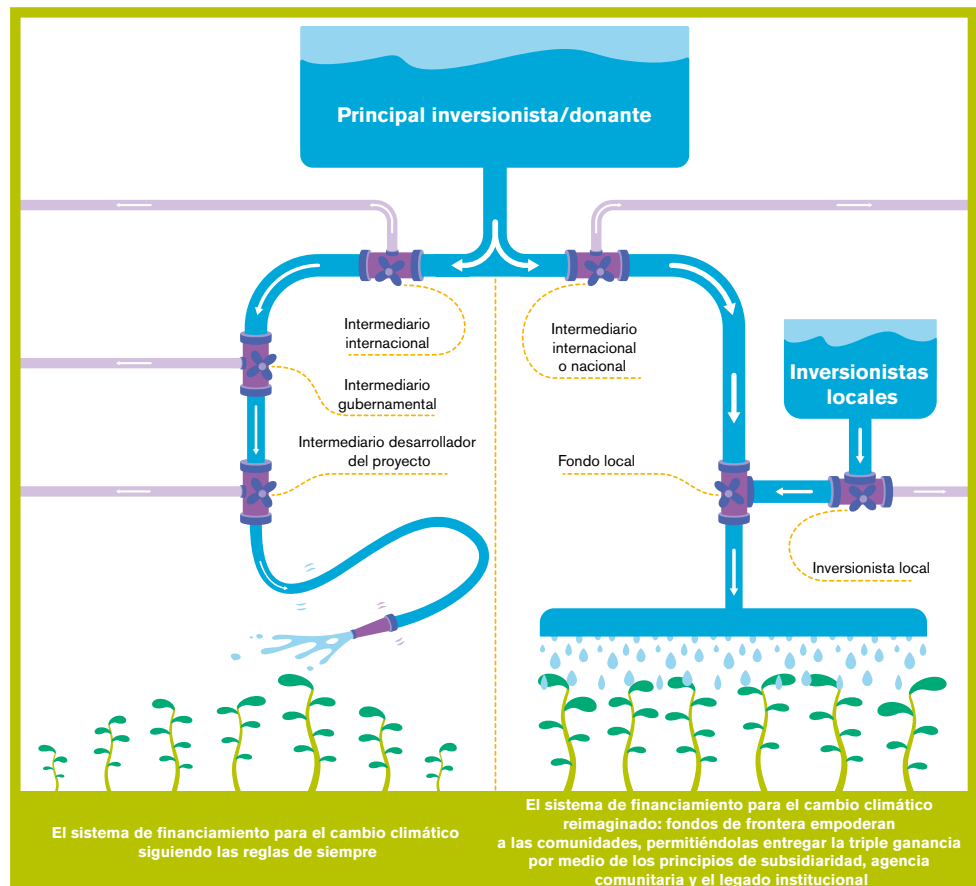 Principal inversionista/donante
Intermediario
internacional
Intermediario
gubernamental
Intermediario desarrollador
del proyecto
Intermediario
internacional
o nacional
Inversionistas
locales
Fondo local
Inversionista local
El sistema de financiamiento para el cambio climático
siguiendo las reglas de siempre
El sistema de financiamiento para el cambio climático
reimaginado: fondos de frontera empoderan
a las comunidades, permitiéndolas entregar la triple ganancia
por medio de los principios de subsidiaridad, agencia
comunitaria y el legado institucional